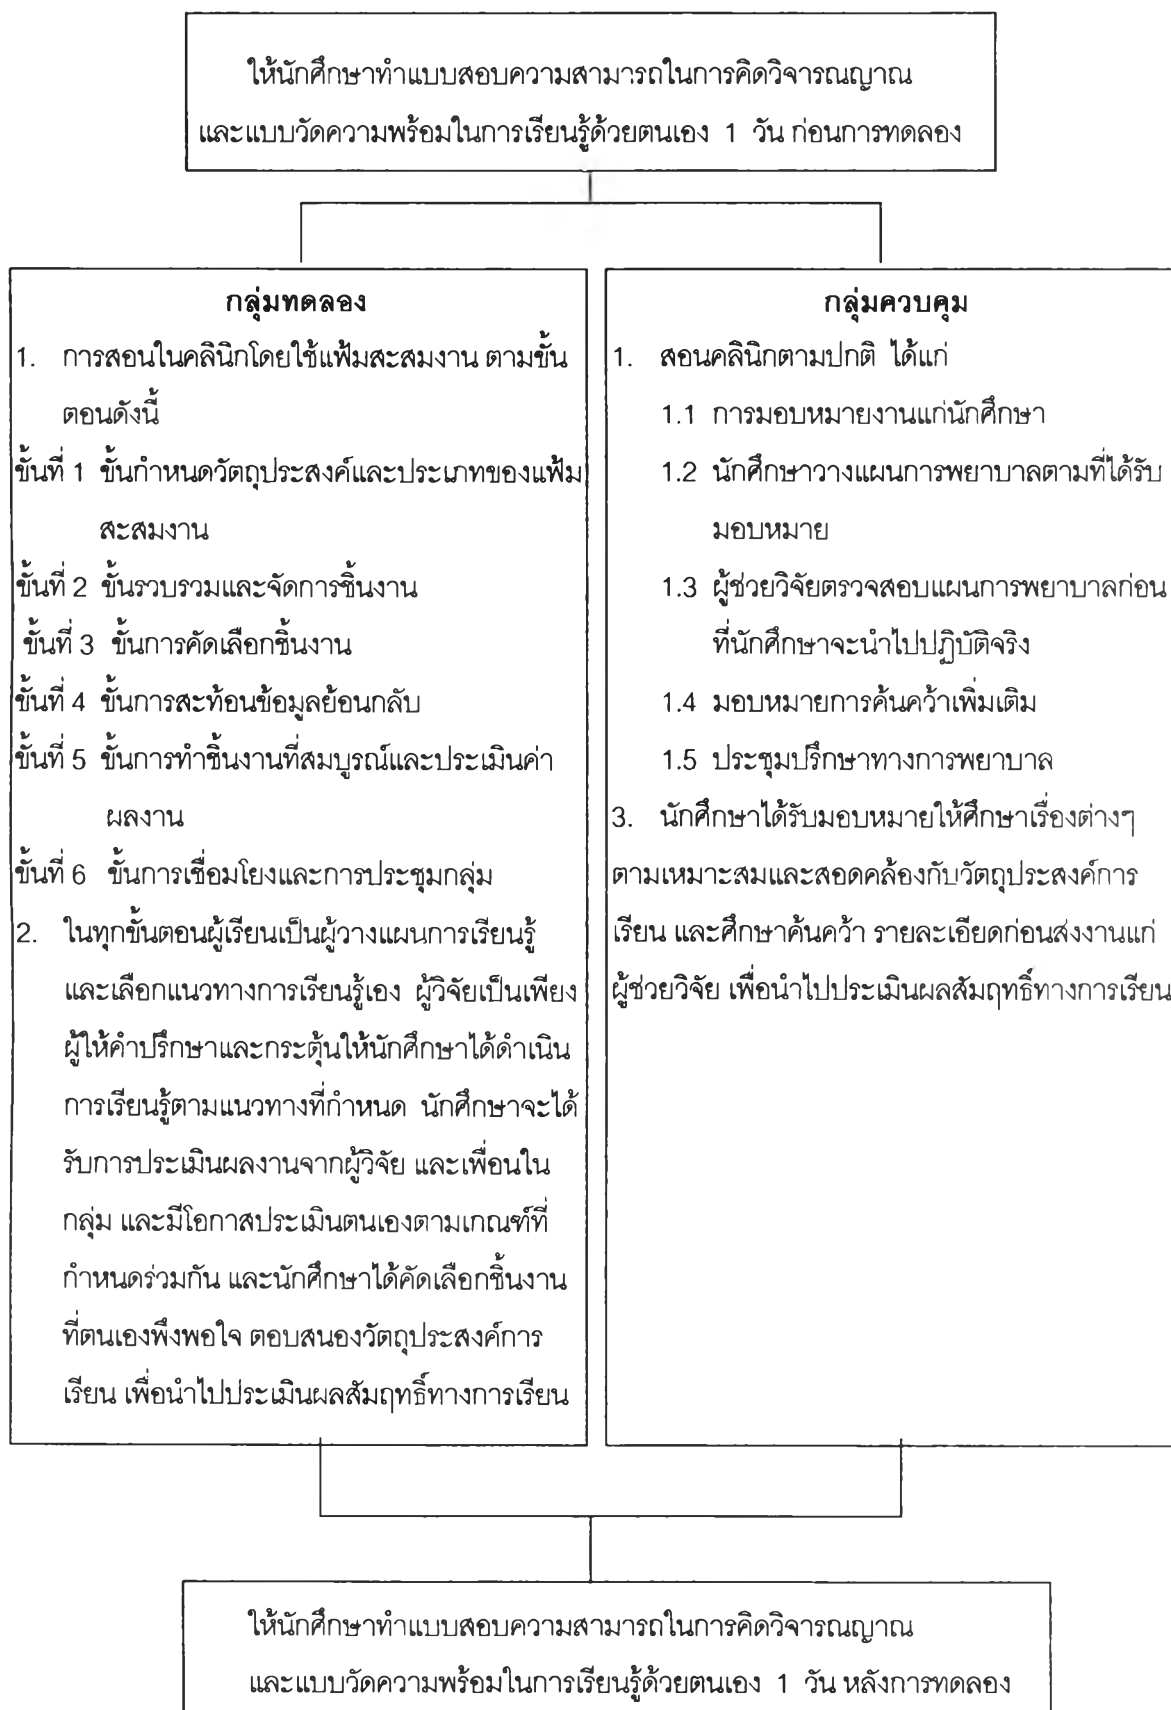 ให้นักศึกษาทำแบบสอบความสามารถในการคิดวิจารณญาณ
และแบบวัดความพร้อมในการเรียนรู้ด้วยตนเอง 1 วัน ก่อนการทดลอง
กลุ่มทดลอง
1. การสอนในคลินิกโดยใช้แฟ้มสะสมงาน ตามขั้น
ตอนดังนี้
ขั้นที่ 1 ขั้นกำหนดวัตถุประสงค์และประเภทของแฟ้ม
สะสมงาน
ขั้นที่ 2 ขั้นรวบรวมและจัดการชิ้นงาน
ขั้นที่ 3 ขั้นการคัดเลือกชิ้นงาน
ขั้นที่ 4 ขั้นการสะท้อนข้อมูลย้อนกลับ
ขั้นที่ 5 ขั้นการทำชิ้นงานที่สมบูรณ์และประเมินค่า
ผลงาน
ขั้นที่ 6 ขั้นการเชื่อมโยงและการประชุมกลุ่ม
2. ในทุกขั้นตอนผู้เรียนเป็นผู้วางแผนการเรียนรู้
และเลือกแนวทางการเรียนรู้เอง ผู้วิจัยเป็นเพียง
ผู้ให้คำปรึกษาและกระตุ้นให้นักศึกษาได้ดำเนิน
การเรียนรู้ตามแนวทางที่กำหนด นักศึกษาจะได้
รับการประเมินผลงานจากผู้วิจัย และเพื่อนใน
กลุ่ม และมีโอกาสประเมินตนเองตามเกณฑ์ที่
กำหนดร่วมกัน และนักศึกษาได้คัดเลือกชิ้นงาน
ที่ตนเองพึงพอใจ ตอบสนองวัตถุประสงค์การ
เรียน เพื่อนำไปประเมินผลสัมฤทธิ์ทางการเรียน
กลุ่มควบคุม
1. สอนคลินิกตามปกติ ได้แก่
1.1 การมอบหมายงานแก่นักศึกษา
1.2 นักศึกษาวางแผนการพยาบาลตามที่ได้รับ
มอบหมาย
1.3 ผู้ช่วยวิจัยตรวจสอบแผนการพยาบาลก่อน
ที่นักศึกษาจะนำไปปฏิบัติจริง
1.4 มอบหมายการค้นคว้าเพิ่มเติม
1.5 ประชุมปรึกษาทางการพยาบาล
3. นักศึกษาได้รับมอบหมายให้ศึกษาเรื่องต่างๆ
ตามเหมาะสมและสอดคล้องกับวัตถุประสงค์การ
เรียน และศึกษาค้นคว้า รายละเอียดก่อนส่งงานแก่
ผู้ช่วยวิจัย เพื่อนำไปประเมินผลสัมฤทธิ์ทางการเรียน
ให้นักศึกษาทำแบบสอบความสามารถในการคิดวิจารณญาณ
และแบบวัดความพร้อมในการเรียนรู้ด้วยตนเอง 1 วัน หลังการทดลอง